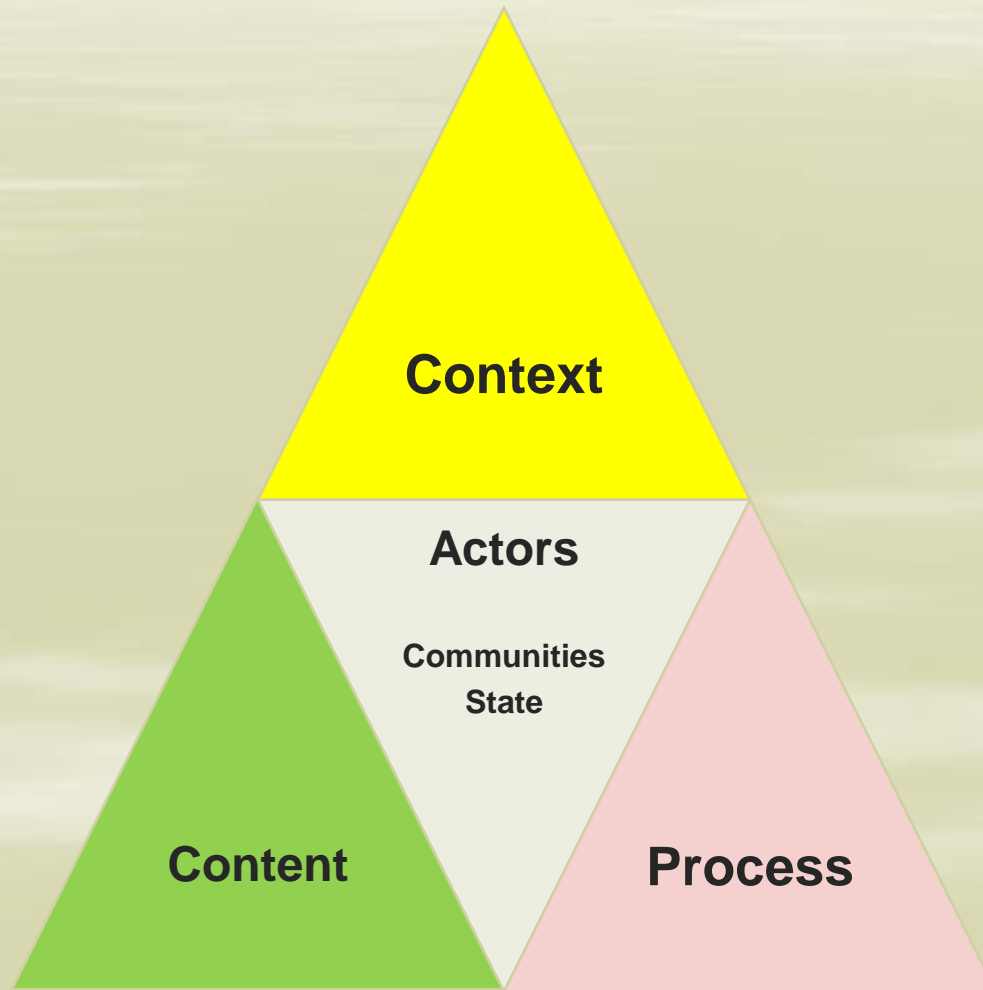 Context
Actors
Communities
State
Content
Process